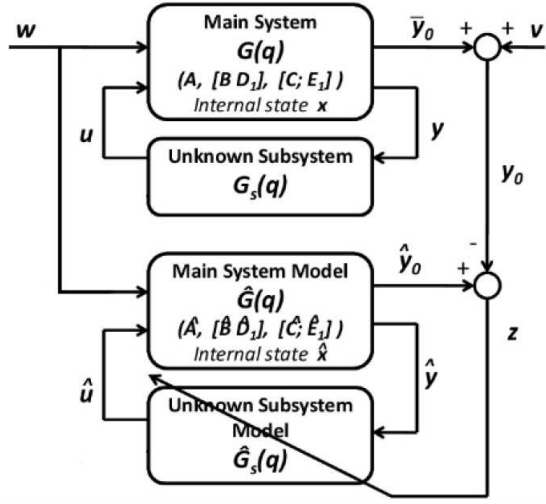 w
Main System
G(q)
(A, [B D₁], [C; E₁] )
Internal state x
ȳ₀
+
+
v
u
y
Unknown Subsystem
Gₛ(q)
y₀
Main System Model
Ĝ(q)
(Â, [B̂ D̂₁], [Ĉ; Ê₁] )
Internal state x̂
ŷ₀
-
+
z
û
ŷ
Unknown Subsystem
Model
Ĝₛ(q)